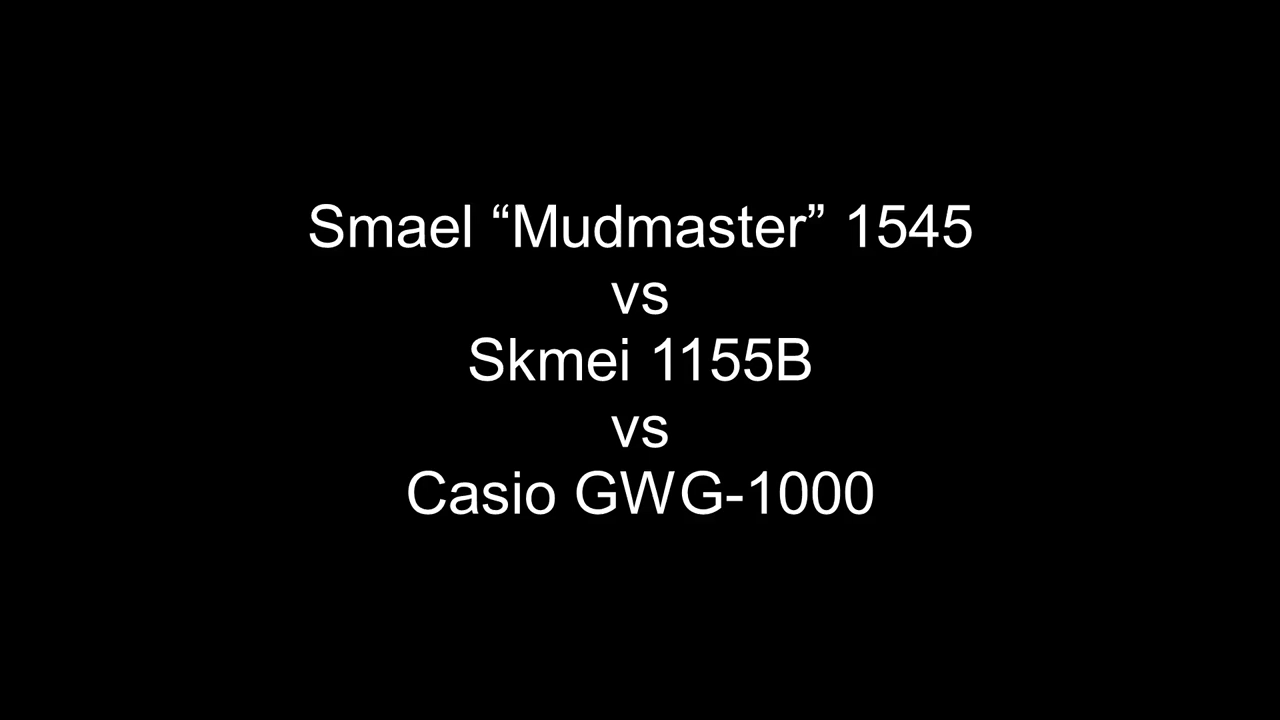 Smael “Mudmaster” 1545
vs
Skmei 1155B
vs
Casio GWG-1000